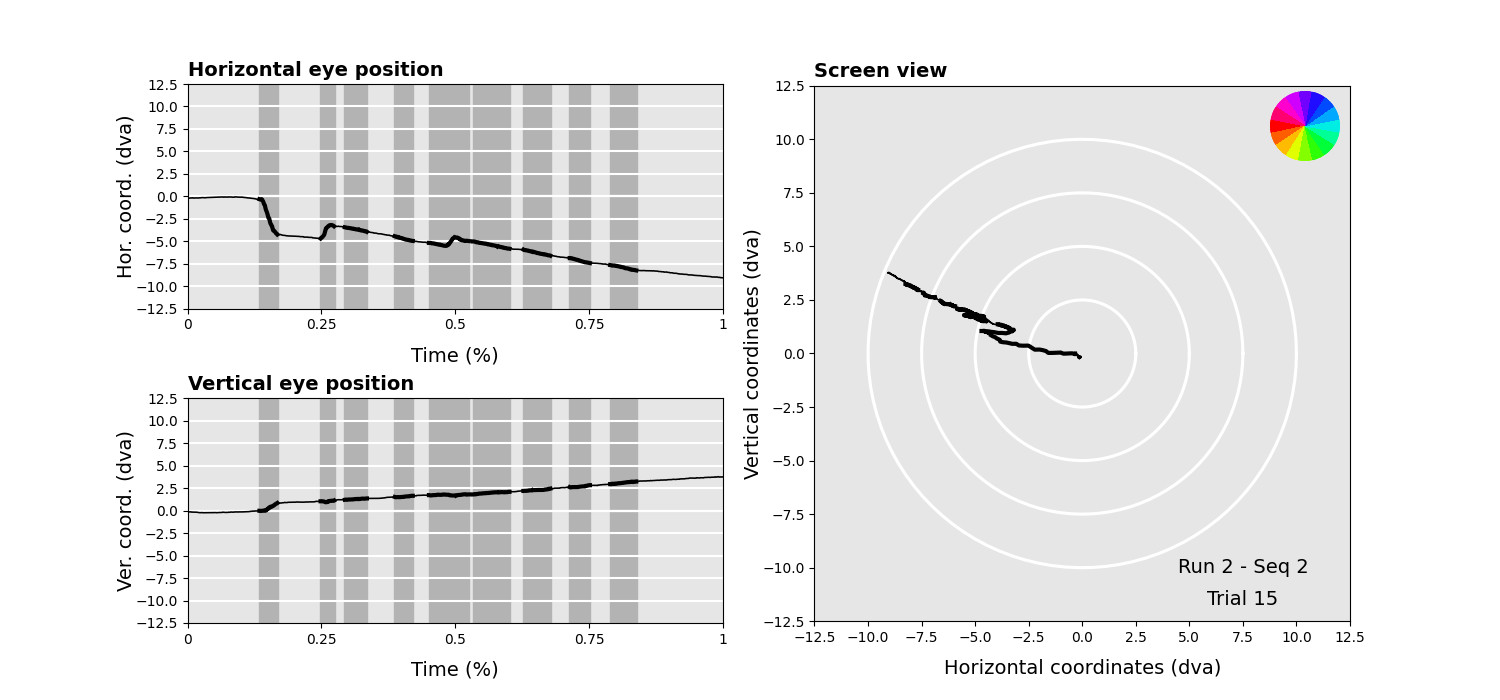 Horizontal eye position
Hor. coord. (dva)
12.5
10.0
7.5
5.0
2.5
0.0
−2.5
−5.0
−7.5
−10.0
−12.5
0 0.25 0.5 0.75 1
Time (%)
Vertical eye position
Ver. coord. (dva)
12.5
10.0
7.5
5.0
2.5
0.0
−2.5
−5.0
−7.5
−10.0
−12.5
0 0.25 0.5 0.75 1
Time (%)
Screen view
Vertical coordinates (dva)
12.5
10.0
7.5
5.0
2.5
0.0
−2.5
−5.0
−7.5
−10.0
−12.5
Run 2 - Seq 2
Trial 15
−12.5 −10.0 −7.5 −5.0 −2.5 0.0 2.5 5.0 7.5 10.0 12.5
Horizontal coordinates (dva)